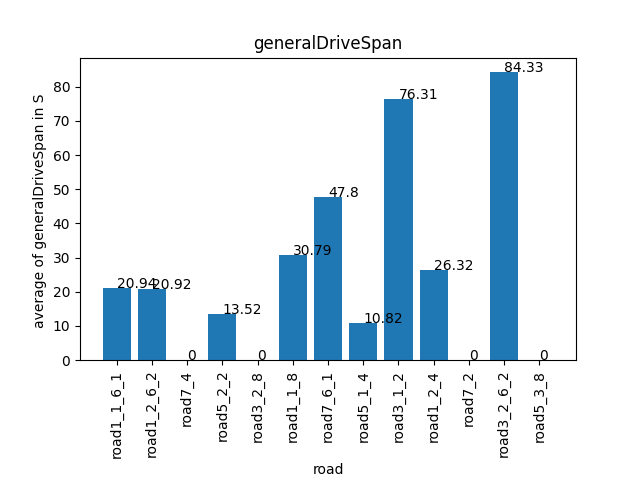 generalDriveSpan
average of generalDriveSpan in S
80
70
60
50
40
30
20
10
0
20.94
20.92
0
13.52
0
30.79
47.8
10.82
76.31
26.32
0
84.33
0
road1_1_6_1
road1_2_6_2
road7_4
road5_2_2
road3_2_8
road1_1_8
road7_6_1
road5_1_4
road3_1_2
road1_2_4
road7_2
road3_2_6_2
road5_3_8
road